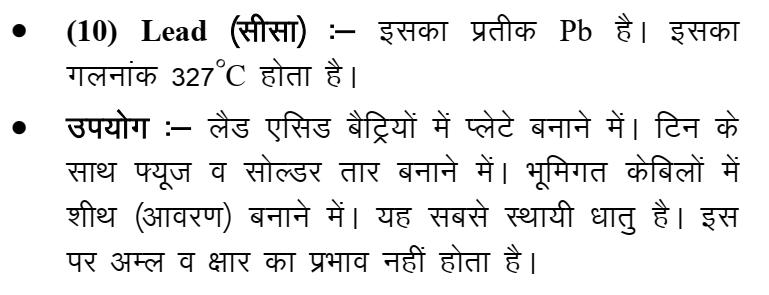 • (10) Lead (सीसा) :– इसका प्रतीक Pb है। इसका
गलनांक 327°C होता है।
• उपयोग :– लैड एसिड बैट्रियों में प्लेटे बनाने में। टिन के
साथ फ्यूज व सोल्डर तार बनाने में। भूमिगत केबिलों में
शीथ (आवरण) बनाने में। यह सबसे स्थायी धातु है। इस
पर अम्ल व क्षार का प्रभाव नहीं होता है।